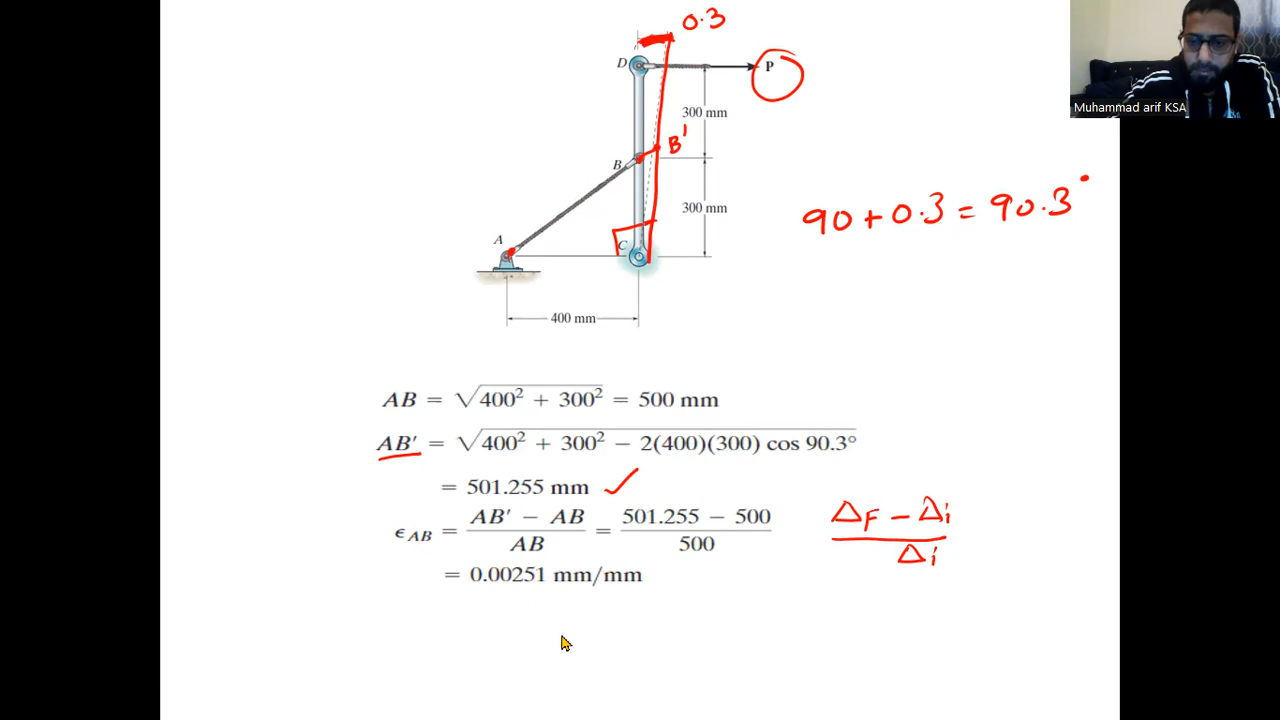 0.3
D
P
Muhammad arif KSA
300 mm
B'
B
90 + 0.3 = 90.3°
300 mm
A
C
400 mm
AB = √400² + 300² = 500 mm
AB′ = √400² + 300² − 2(400)(300) cos 90.3°
= 501.255 mm ✓
ϵAB = (AB′ − AB)/AB = (501.255 − 500)/500
(ΔF − Δi)/Δi
= 0.00251 mm/mm